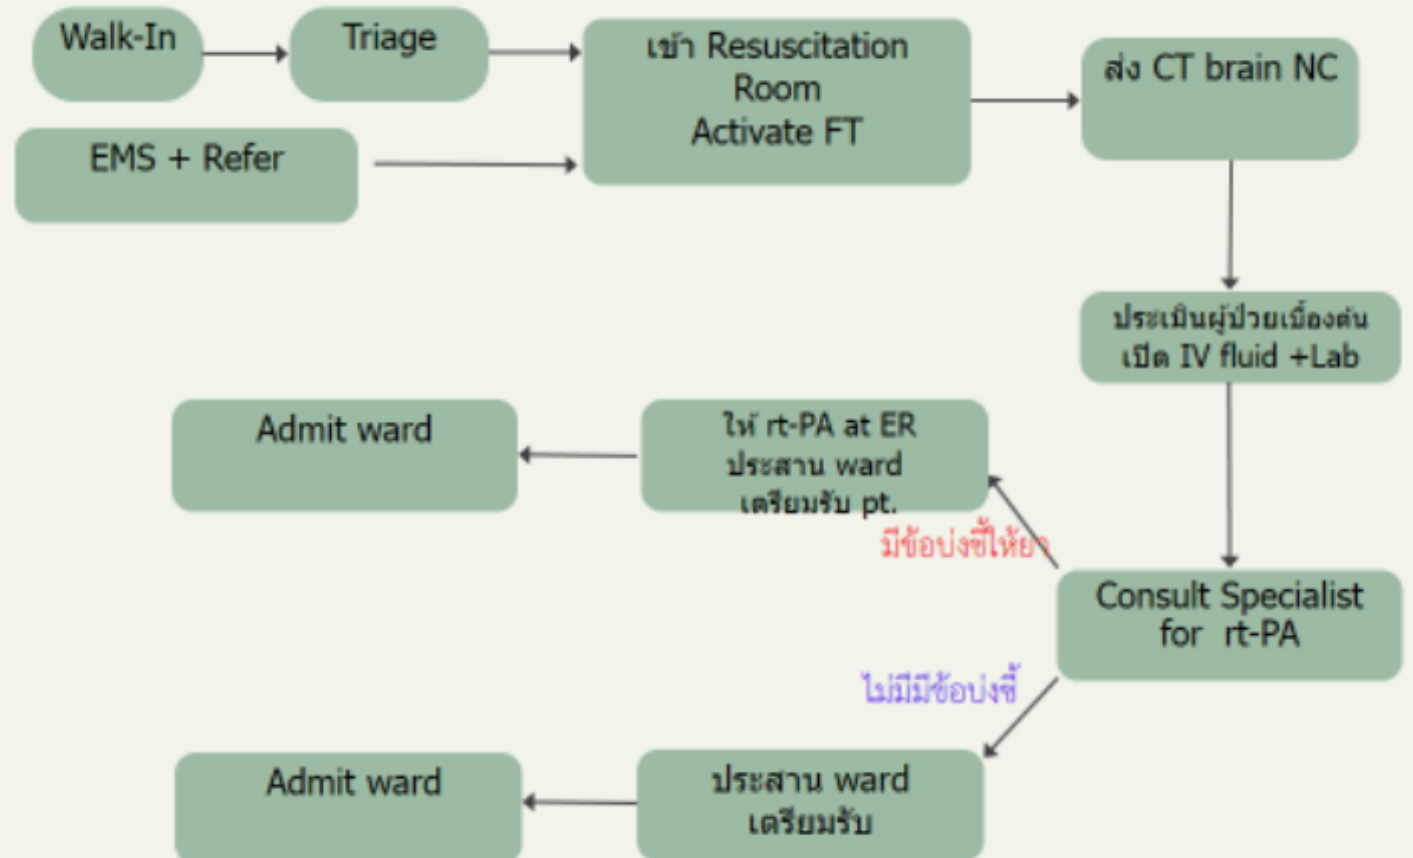 Walk-In
Triage
เข้า Resuscitation
Room
Activate FT
ส่ง CT brain NC
EMS + Refer
ประเมินผู้ป่วยเบื้องต้น
เปิด IV fluid +Lab
Consult Specialist
for rt-PA
มีข้อบ่งชี้ให้ยา
ให้ rt-PA at ER
ประสาน ward
เตรียมรับ pt.
Admit ward
ไม่มีมีข้อบ่งชี้
ประสาน ward
เตรียมรับ
Admit ward